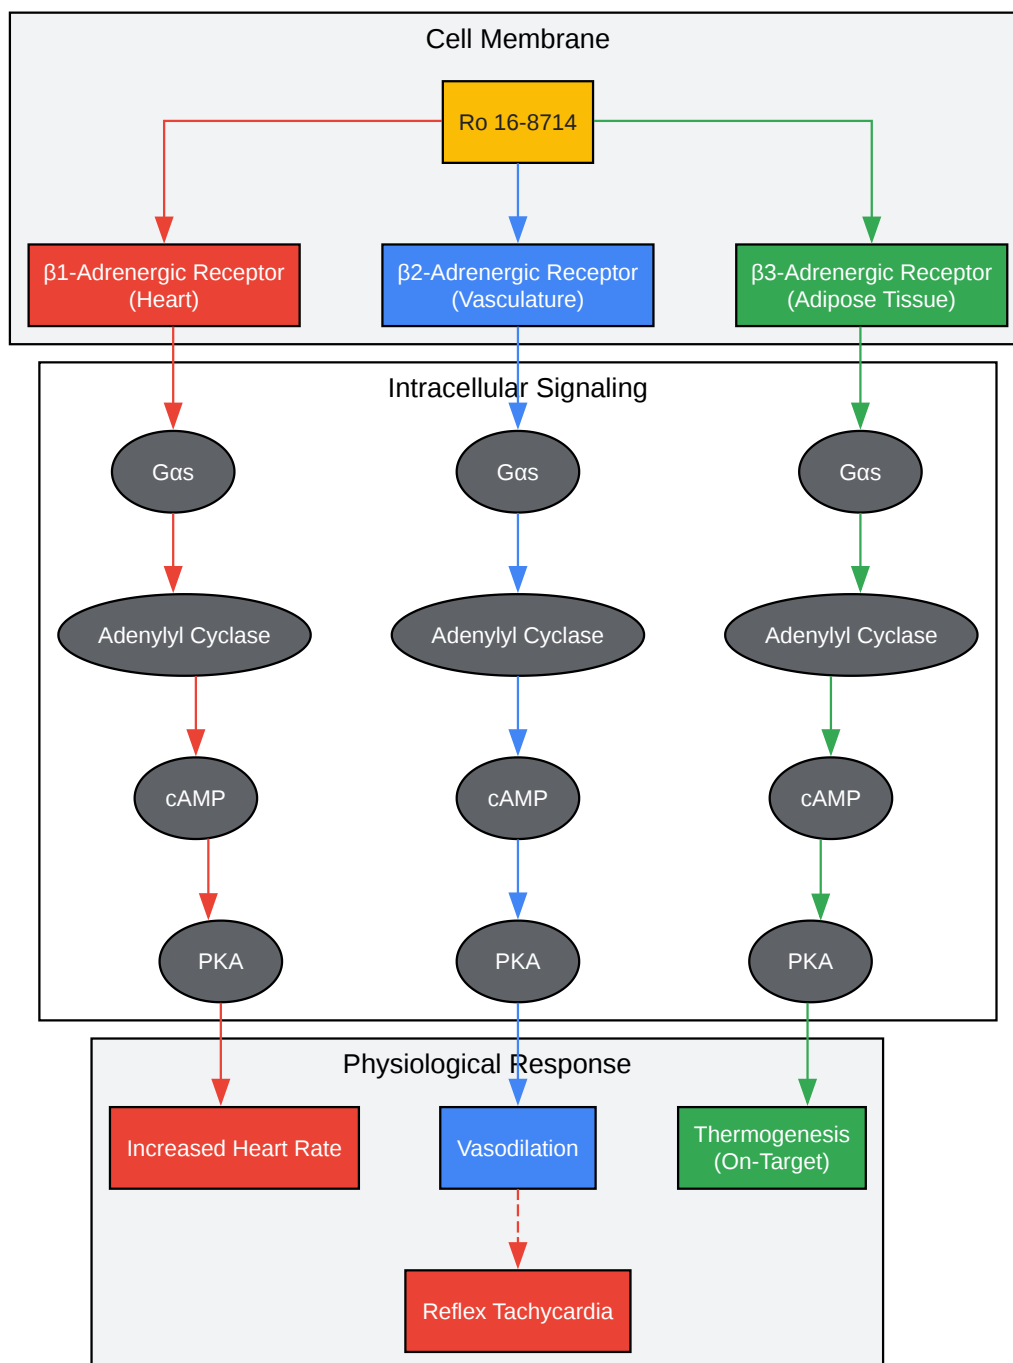 Cell Membrane
Ro 16-8714
β1-Adrenergic Receptor
(Heart)
β2-Adrenergic Receptor
(Vasculature)
β3-Adrenergic Receptor
(Adipose Tissue)
Intracellular Signaling
Gαs
Gαs
Gαs
Adenylyl Cyclase
Adenylyl Cyclase
Adenylyl Cyclase
cAMP
cAMP
cAMP
PKA
PKA
PKA
Physiological Response
Increased Heart Rate
Vasodilation
Thermogenesis
(On-Target)
Reflex Tachycardia